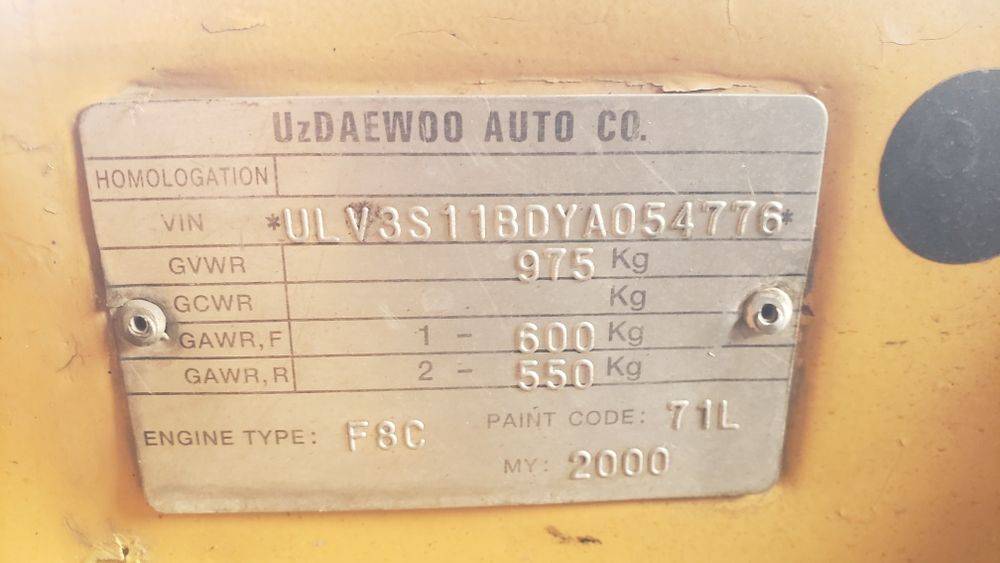 UzDAEWOO AUTO CO.
HOMOLOGATION
VIN *ULV3S11BDYA054776*
GVWR 975 Kg
GCWR Kg
GAWR,F 1 - 600 Kg
GAWR,R 2 - 550 Kg
ENGINE TYPE: F8C PAINT CODE: 71L
MY: 2000